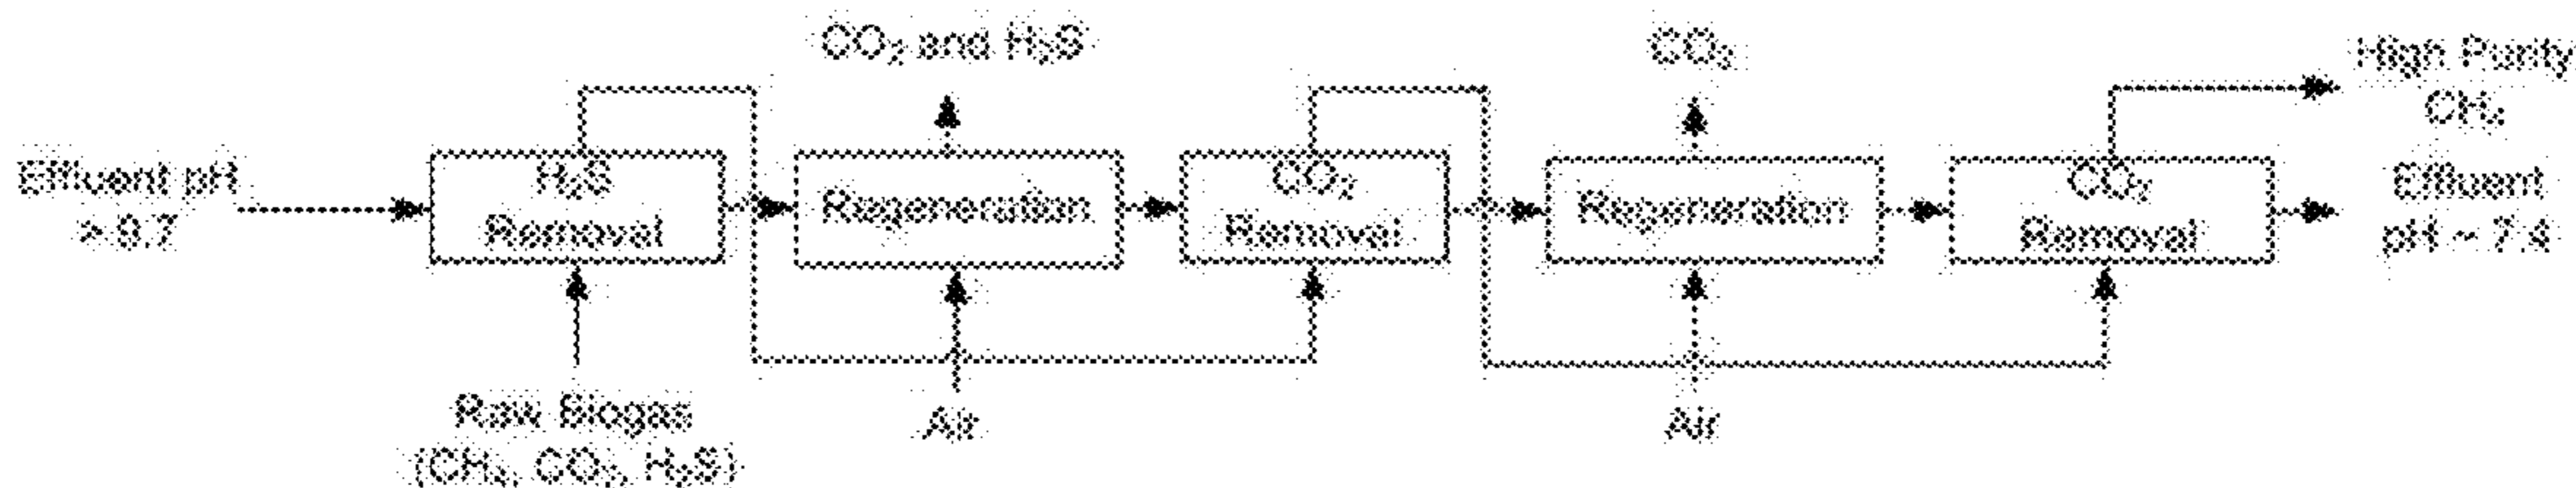 CO₂ and H₂S
CO₂
High Purity
CH₄
Effluent pH
> 9.7
H₂S
Removal
Regeneration
CO₂
Removal
Regeneration
CO₂
Removal
Effluent
pH ~ 7.4
Raw Biogas
(CH₄, CO₂, H₂S)
Air
Air